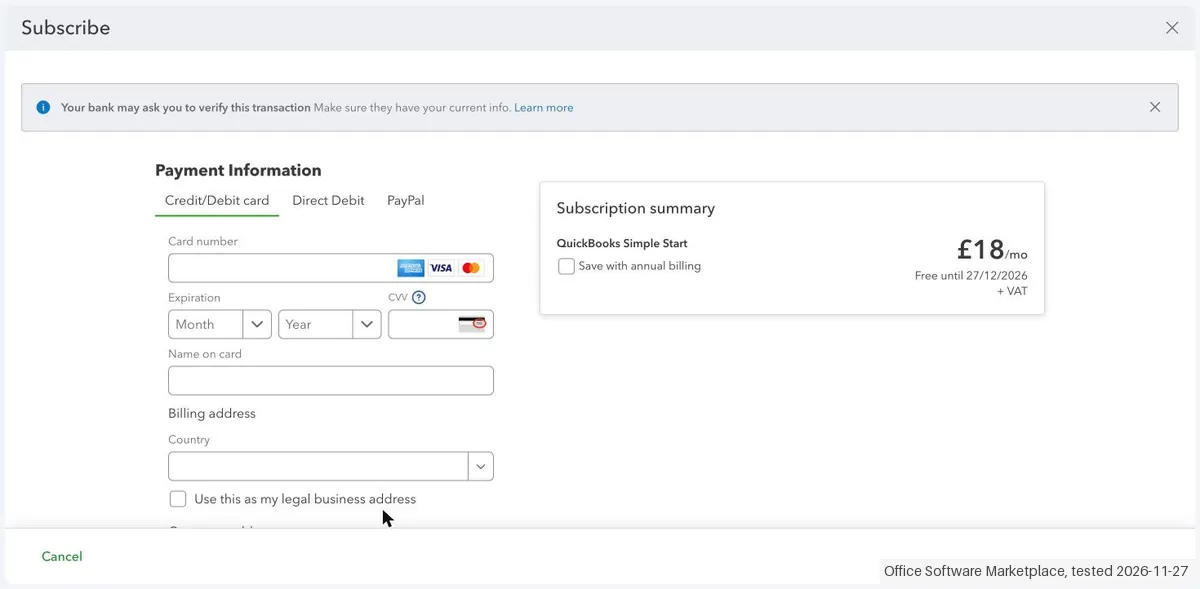 Subscribe
Your bank may ask you to verify this transaction Make sure they have your current info. Learn more
Payment Information
Credit/Debit card Direct Debit PayPal
Card number
AMERICAN EXPRESS VISA
Expiration
CVV ?
Month Year
Name on card
Billing address
Country
Use this as my legal business address
Subscription summary
QuickBooks Simple Start
Save with annual billing
£18/mo
Free until 27/12/2026
+ VAT
Cancel
Office Software Marketplace, tested 2026-11-27